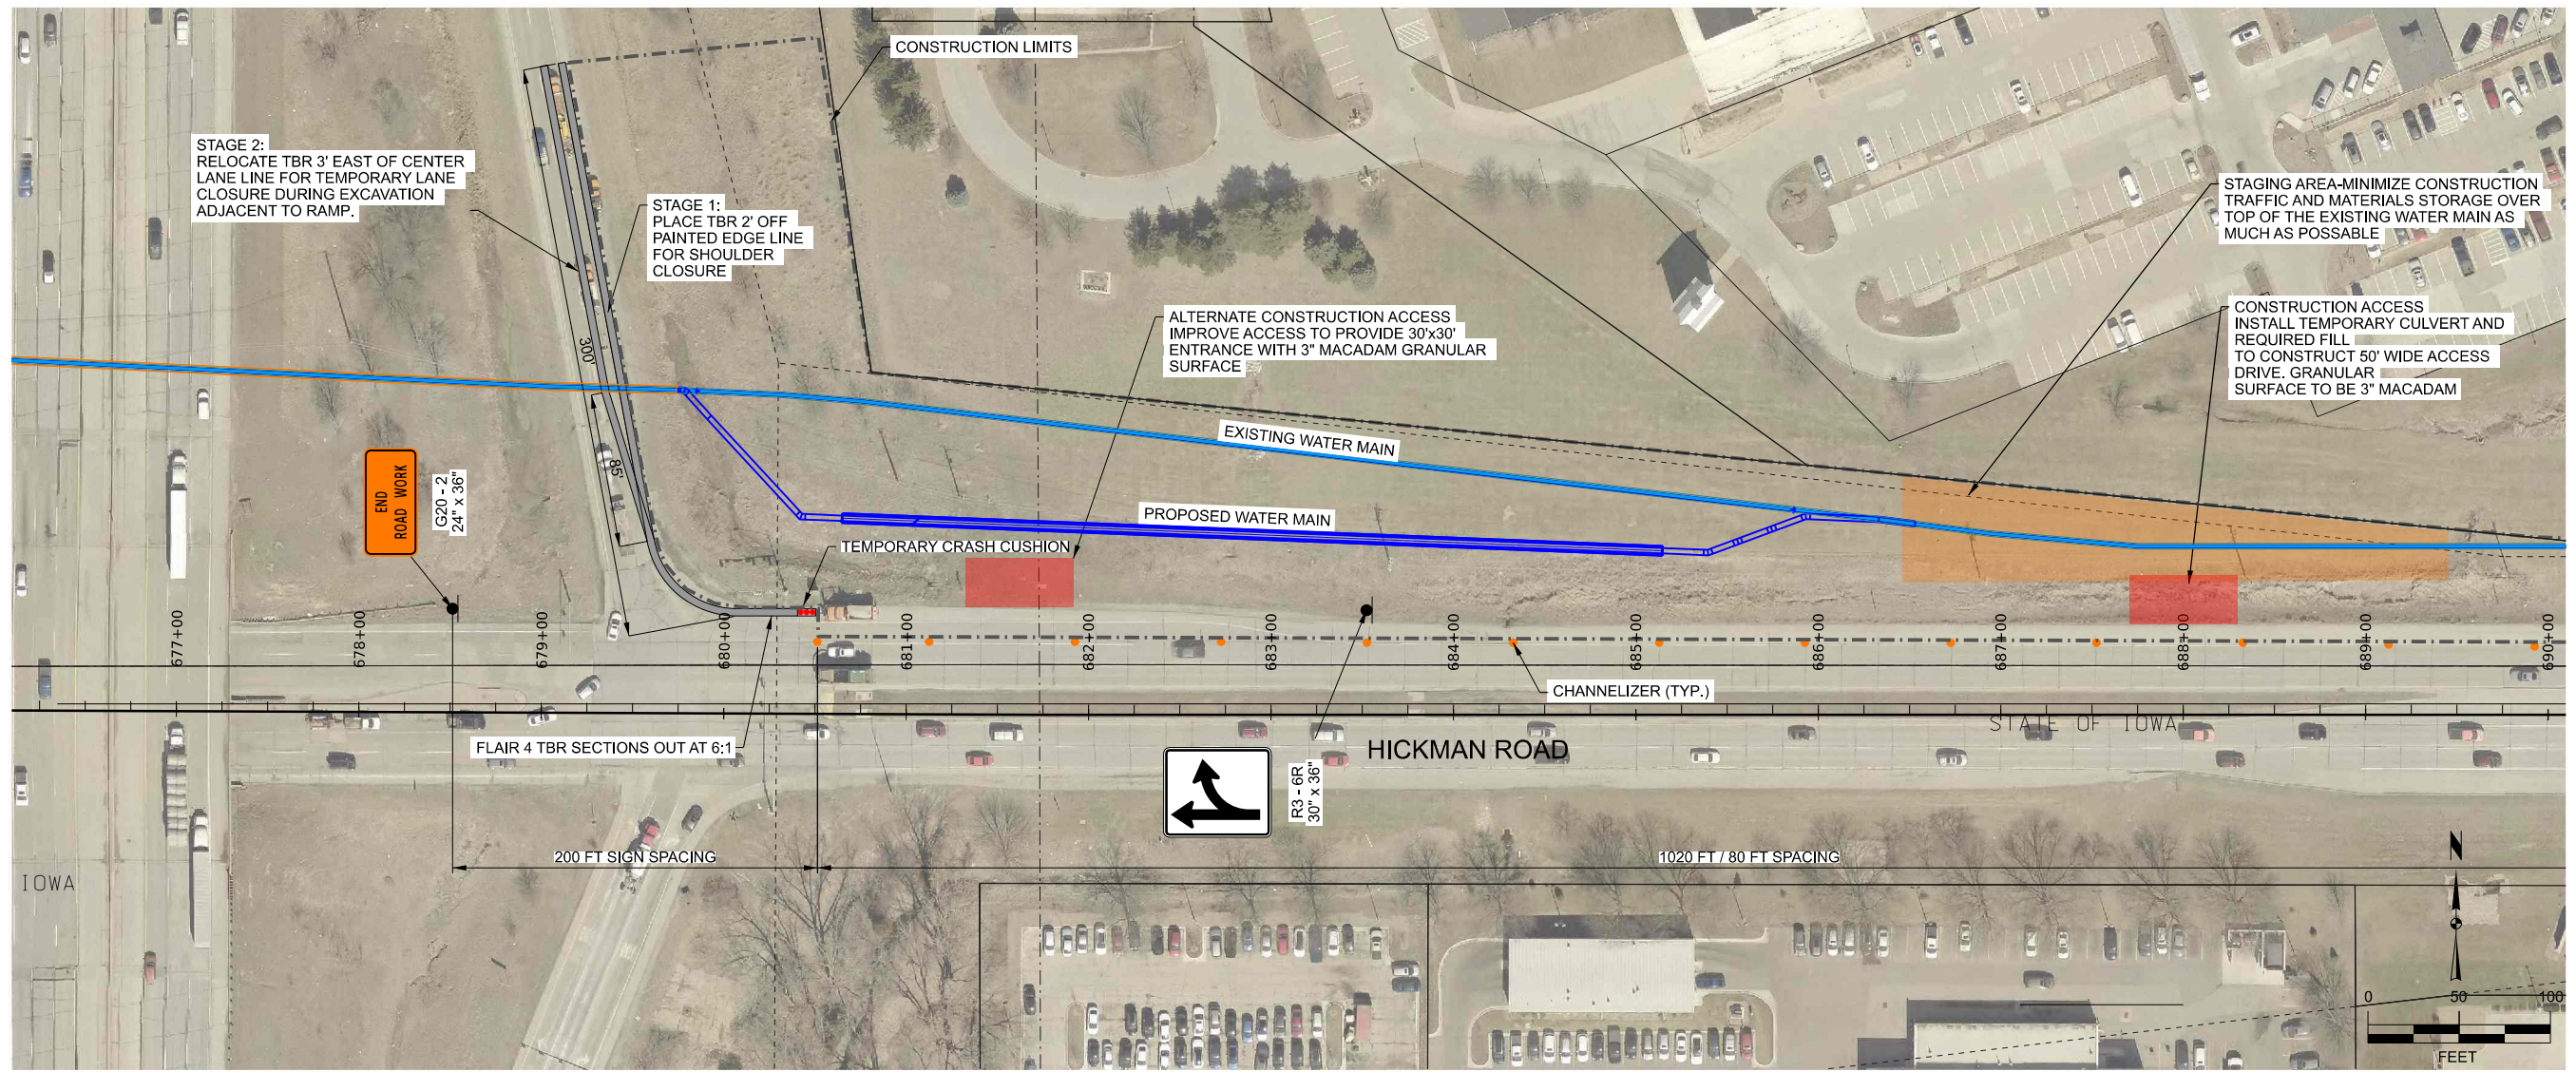 CONSTRUCTION LIMITS
STAGE 2:
RELOCATE TBR 3' EAST OF CENTER
LANE LINE FOR TEMPORARY LANE
CLOSURE DURING EXCAVATION
ADJACENT TO RAMP.
STAGE 1:
PLACE TBR 2' OFF
PAINTED EDGE LINE
FOR SHOULDER
CLOSURE
STAGING AREA-MINIMIZE CONSTRUCTION
TRAFFIC AND MATERIALS STORAGE OVER
TOP OF THE EXISTING WATER MAIN AS
MUCH AS POSSABLE
ALTERNATE CONSTRUCTION ACCESS
IMPROVE ACCESS TO PROVIDE 30'x30'
ENTRANCE WITH 3" MACADAM GRANULAR
SURFACE
CONSTRUCTION ACCESS
INSTALL TEMPORARY CULVERT AND
REQUIRED FILL
TO CONSTRUCT 50' WIDE ACCESS
DRIVE. GRANULAR
SURFACE TO BE 3" MACADAM
300'
85'
EXISTING WATER MAIN
PROPOSED WATER MAIN
END
ROAD WORK
G20 - 2
24" x 36"
TEMPORARY CRASH CUSHION
677+00
678+00
679+00
680+00
681+00
682+00
683+00
684+00
685+00
686+00
687+00
688+00
689+00
690+00
CHANNELIZER (TYP.)
STATE OF IOWA
FLAIR 4 TBR SECTIONS OUT AT 6:1
HICKMAN ROAD
R3 - 6R
30" x 36"
200 FT SIGN SPACING
1020 FT / 80 FT SPACING
IOWA
N
0 50 100
FEET